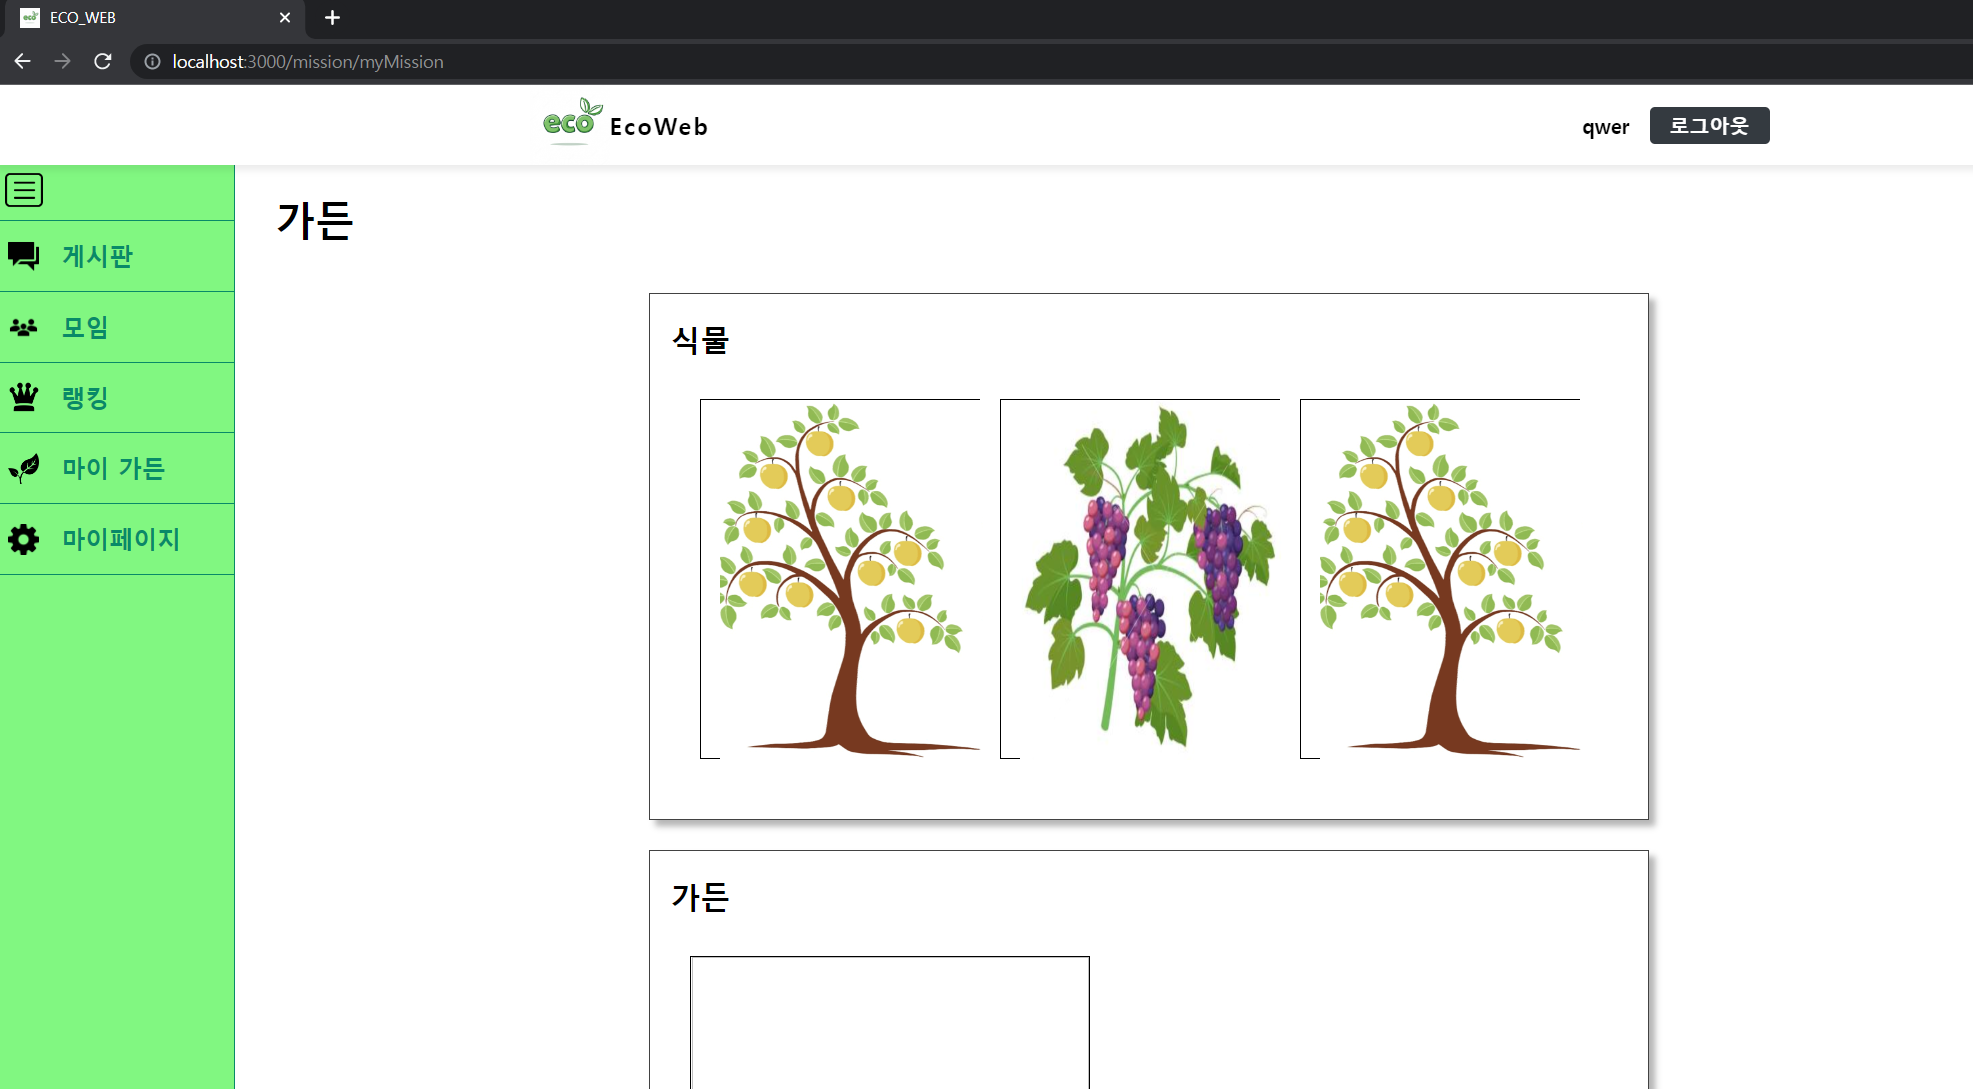 ECO_WEB
localhost:3000/mission/myMission
eco EcoWeb
qwer 로그아웃
가든
게시판
모임
랭킹
마이 가든
마이페이지
식물
가든